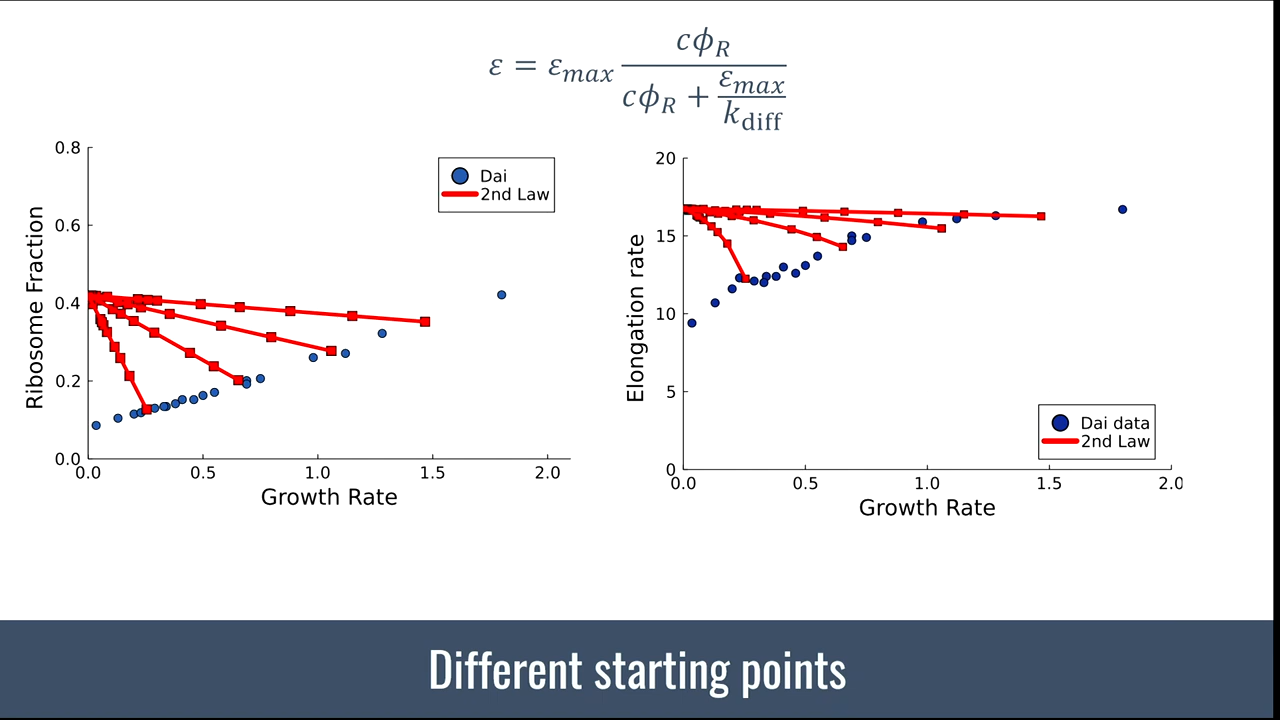 ε = ε_max cϕ_R / (cϕ_R + ε_max / k_diff)
0.8
0.6
0.4
0.2
0.0
Ribosome Fraction
Dai
2nd Law
0.0 0.5 1.0 1.5 2.0
Growth Rate
20
15
10
5
0
Elongation rate
Dai data
2nd Law
0.0 0.5 1.0 1.5 2.0
Growth Rate
Different starting points